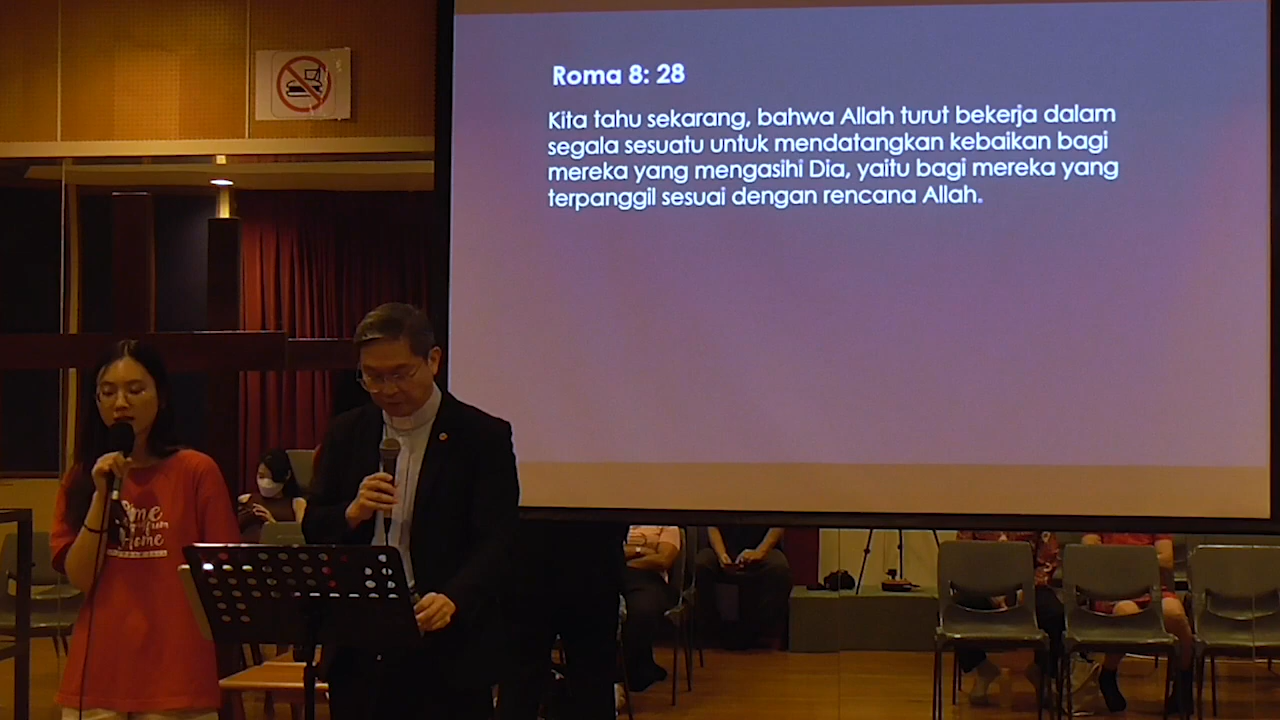 Roma 8: 28
Kita tahu sekarang, bahwa Allah turut bekerja dalam
segala sesuatu untuk mendatangkan kebaikan bagi
mereka yang mengasihi Dia, yaitu bagi mereka yang
terpanggil sesuai dengan rencana Allah.
Home